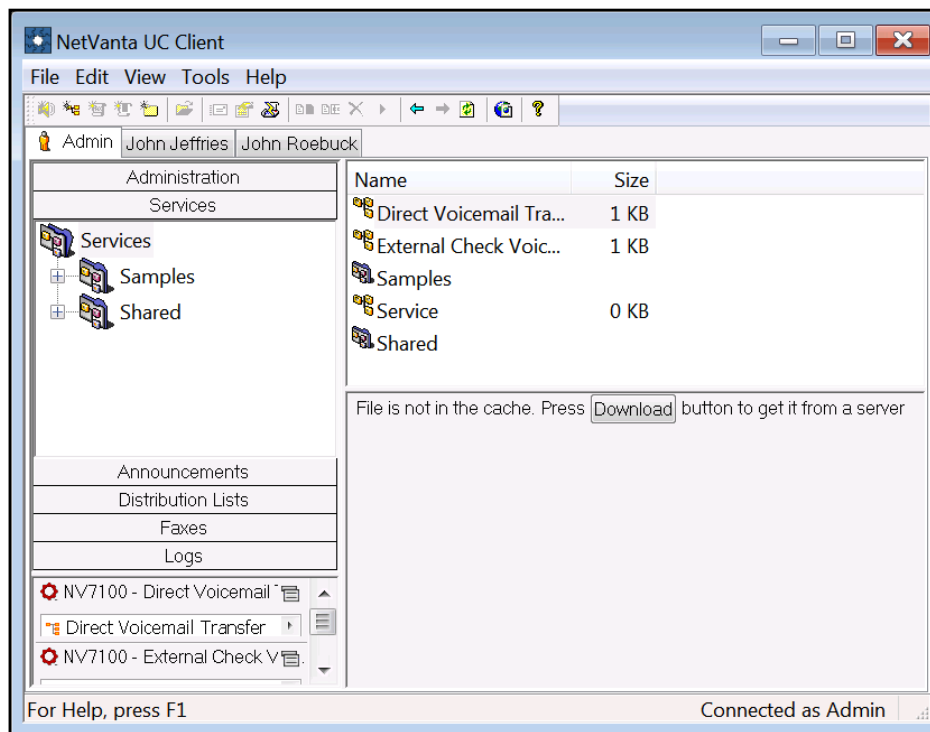 NetVanta UC Client
File Edit View Tools Help
Admin John Jeffries John Roebuck
Administration
Services
Services
Samples
Shared
Announcements
Distribution Lists
Faxes
Logs
NV7100 - Direct Voicemail
Direct Voicemail Transfer
NV7100 - External Check V
Name Size
Direct Voicemail Tra... 1 KB
External Check Voic... 1 KB
Samples
Service 0 KB
Shared
File is not in the cache. Press Download button to get it from a server
For Help, press F1 Connected as Admin